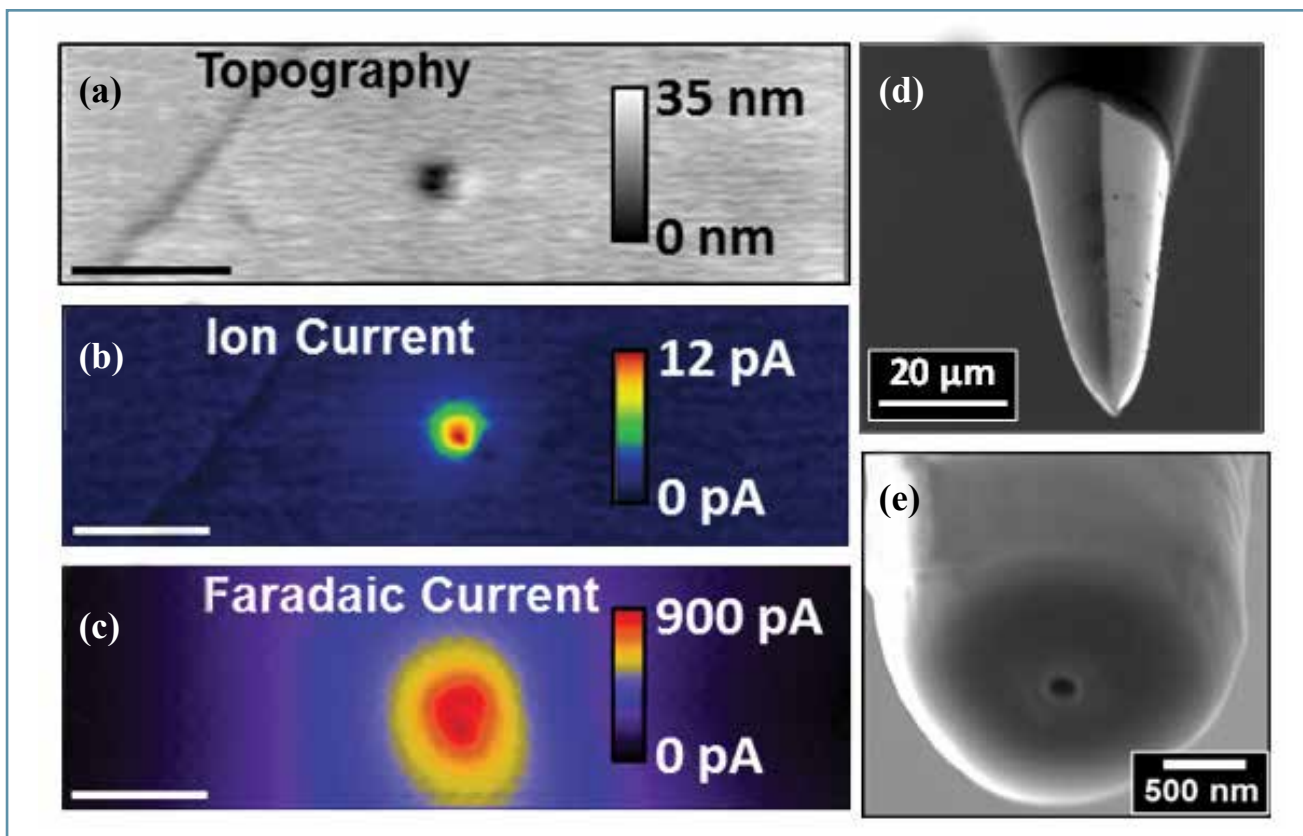 (a)
Topography
35 nm
0 nm
(b)
Ion Current
12 pA
0 pA
(c)
Faradaic Current
900 pA
0 pA
(d)
20 µm
(e)
500 nm